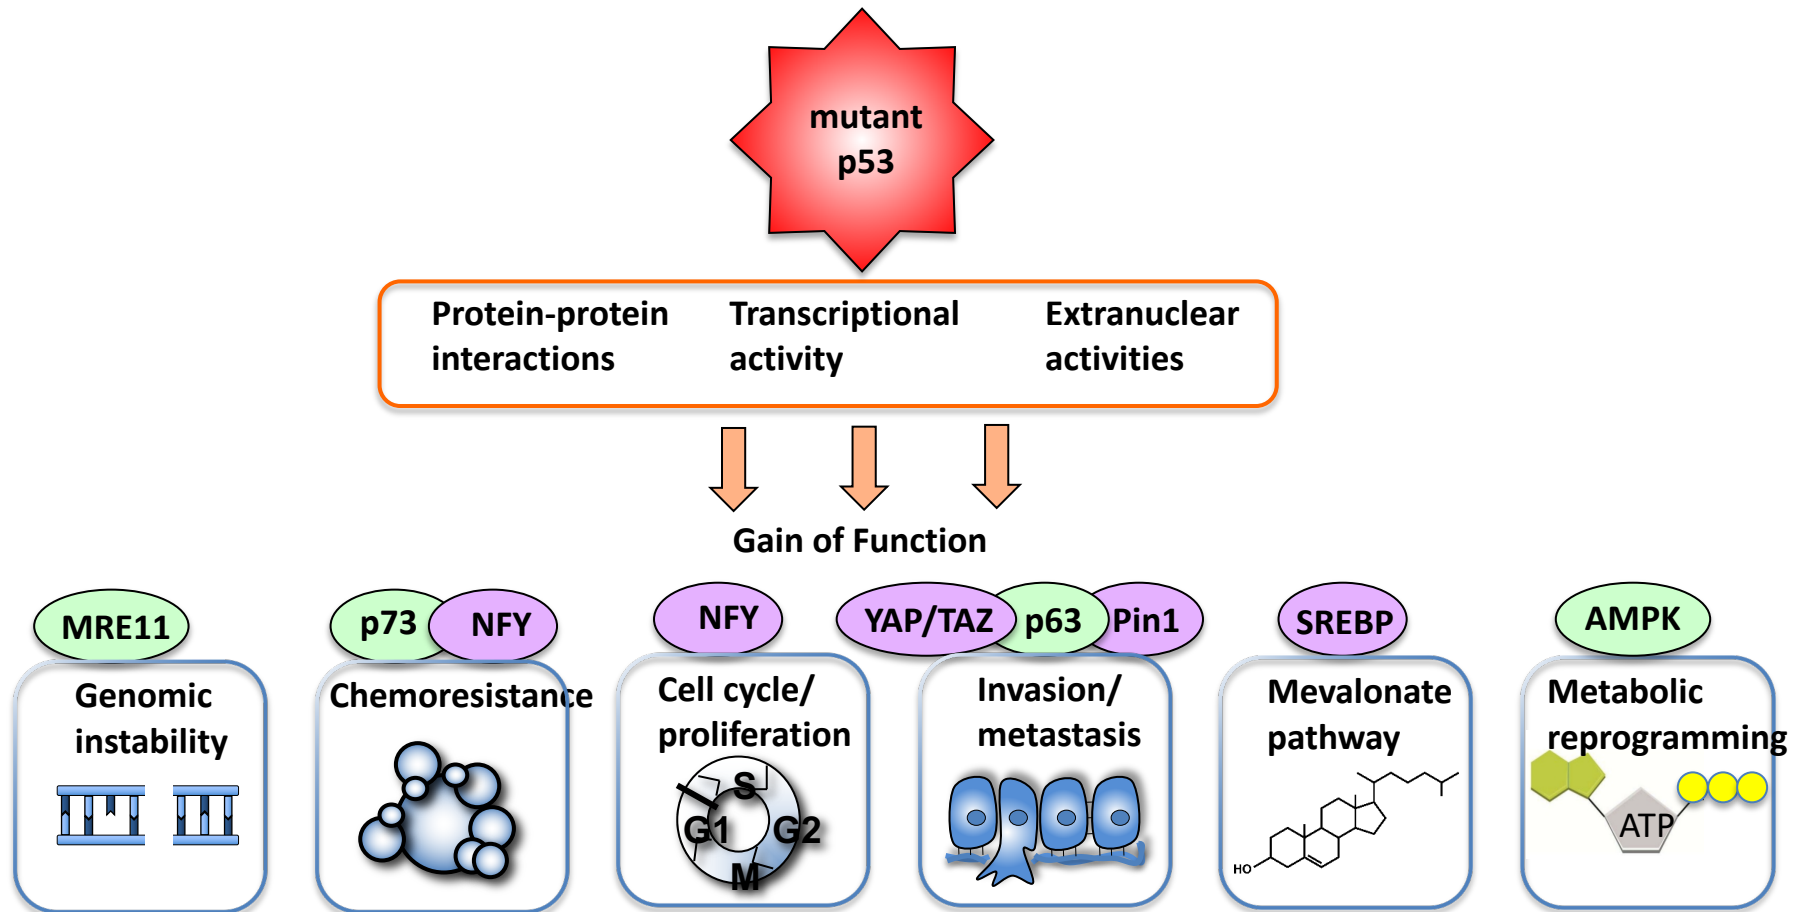 mutant
p53
Protein-protein
interactions
Transcriptional
activity
Extranuclear
activities
Gain of Function
MRE11
Genomic
instability
p73
NFY
Chemoresistance
NFY
Cell cycle/
proliferation
S
G1
G2
M
YAP/TAZ
p63
Pin1
Invasion/
metastasis
SREBP
Mevalonate
pathway
HO
AMPK
Metabolic
reprogramming
ATP